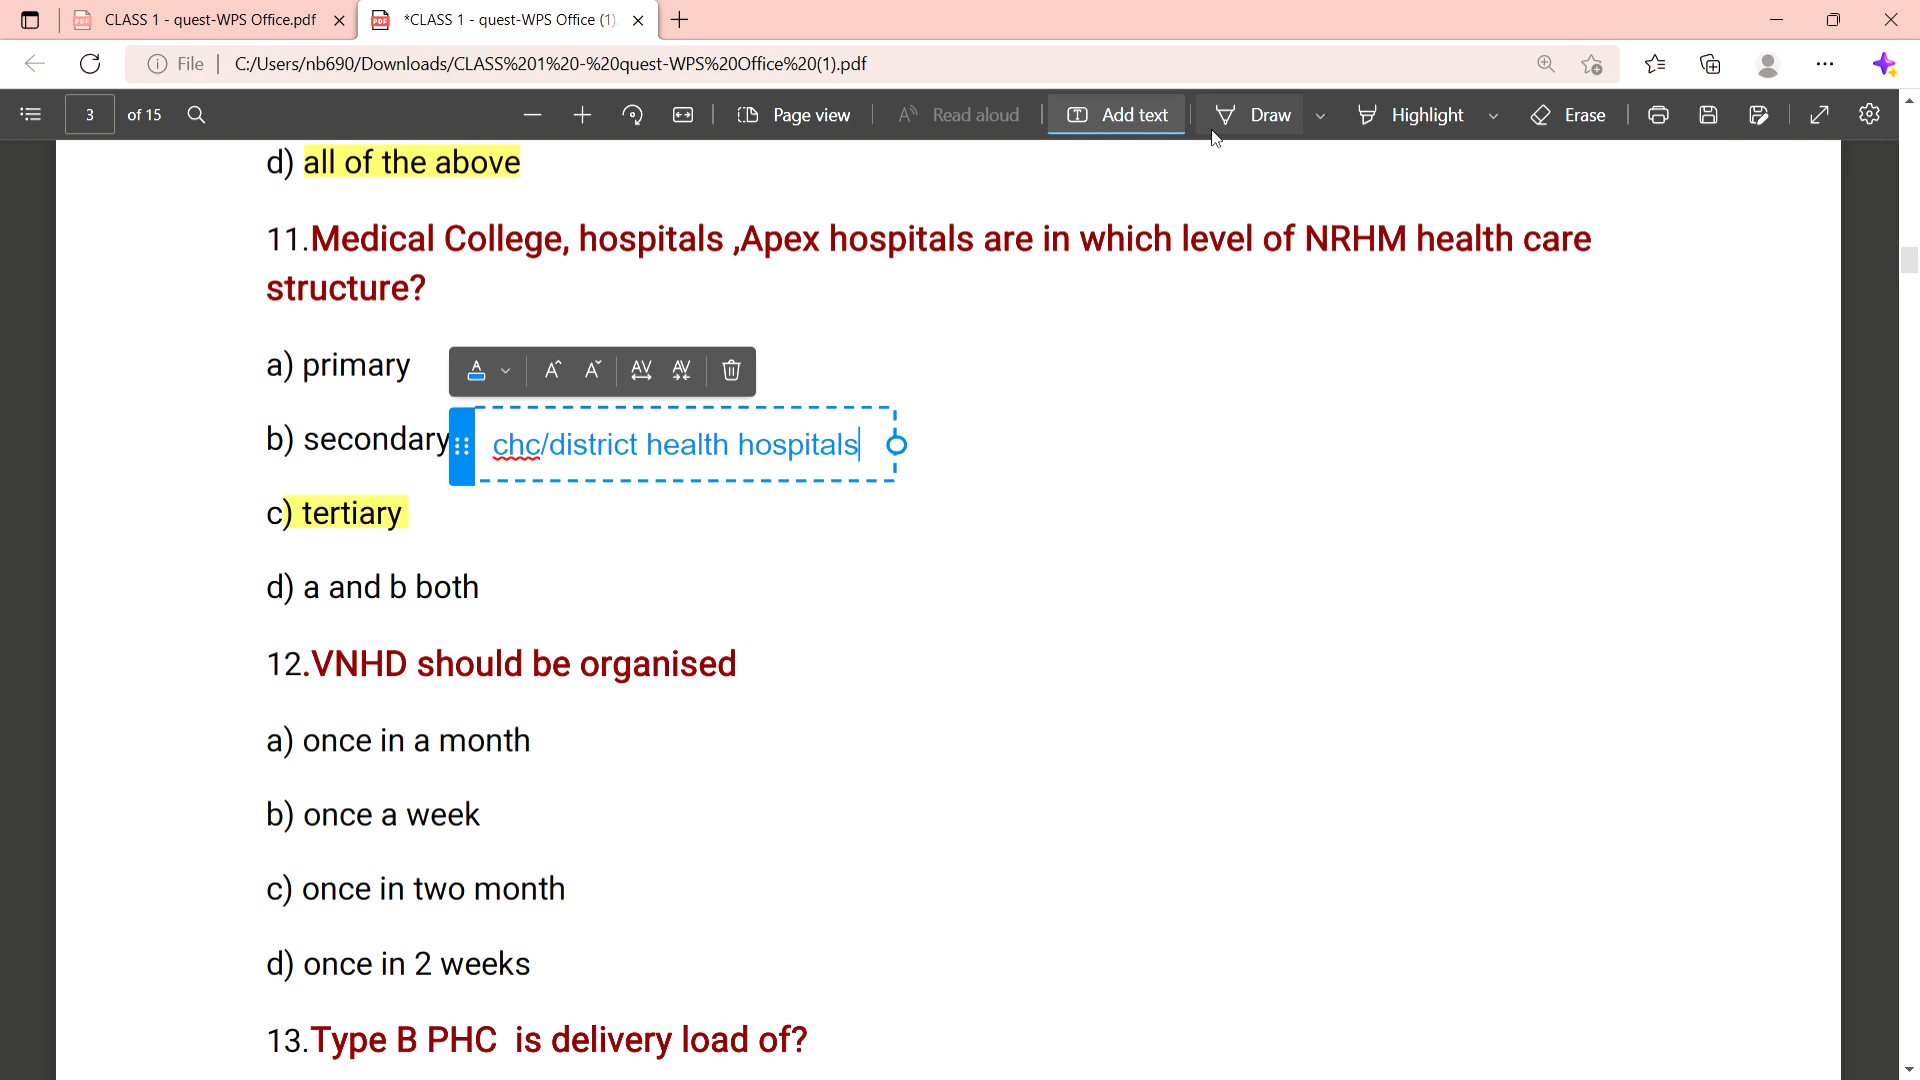 CLASS 1 - quest-WPS Office.pdf
*CLASS 1 - quest-WPS Office (1).
File
C:/Users/nb690/Downloads/CLASS%201%20-%20quest-WPS%20Office%20(1).pdf
3 of 15
Page view
Read aloud
Add text
Draw
Highlight
Erase
d) all of the above
11.Medical College, hospitals ,Apex hospitals are in which level of NRHM health care
structure?
a) primary
b) secondary chc/district health hospitals
c) tertiary
d) a and b both
12.VNHD should be organised
a) once in a month
b) once a week
c) once in two month
d) once in 2 weeks
13.Type B PHC  is delivery load of?